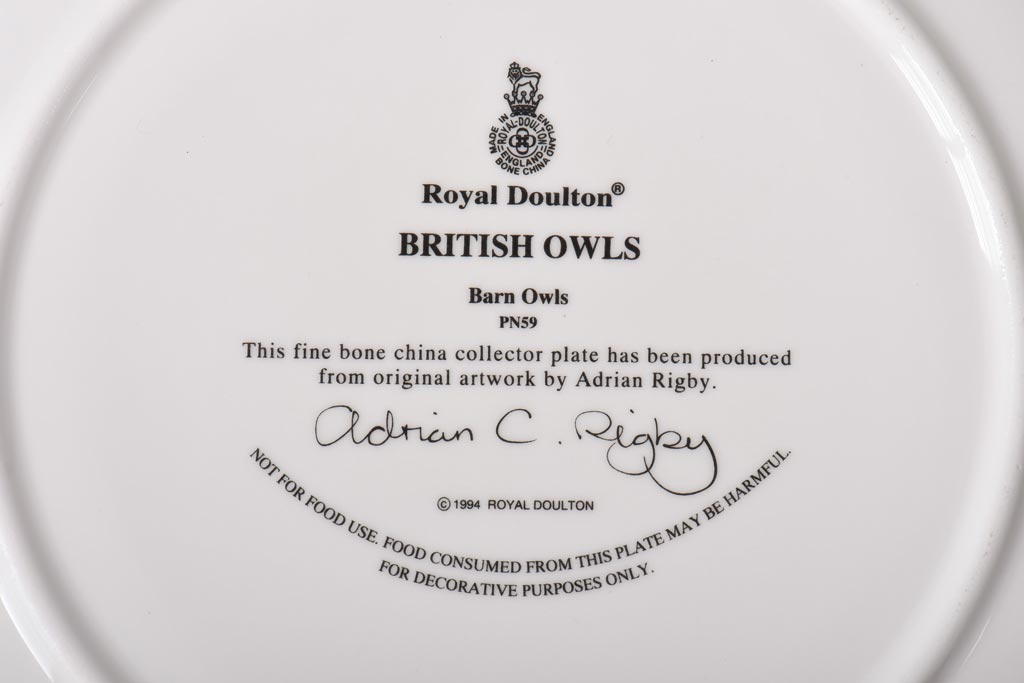 MADE IN ENGLAND
ROYAL-DOULTON
ENGLAND
BONE CHINA
Royal Doulton®
BRITISH OWLS
Barn Owls
PN59
This fine bone china collector plate has been produced
from original artwork by Adrian Rigby.
Adrian C. Rigby
© 1994 ROYAL DOULTON
NOT FOR FOOD USE. FOOD CONSUMED FROM THIS PLATE MAY BE HARMFUL.
FOR DECORATIVE PURPOSES ONLY.